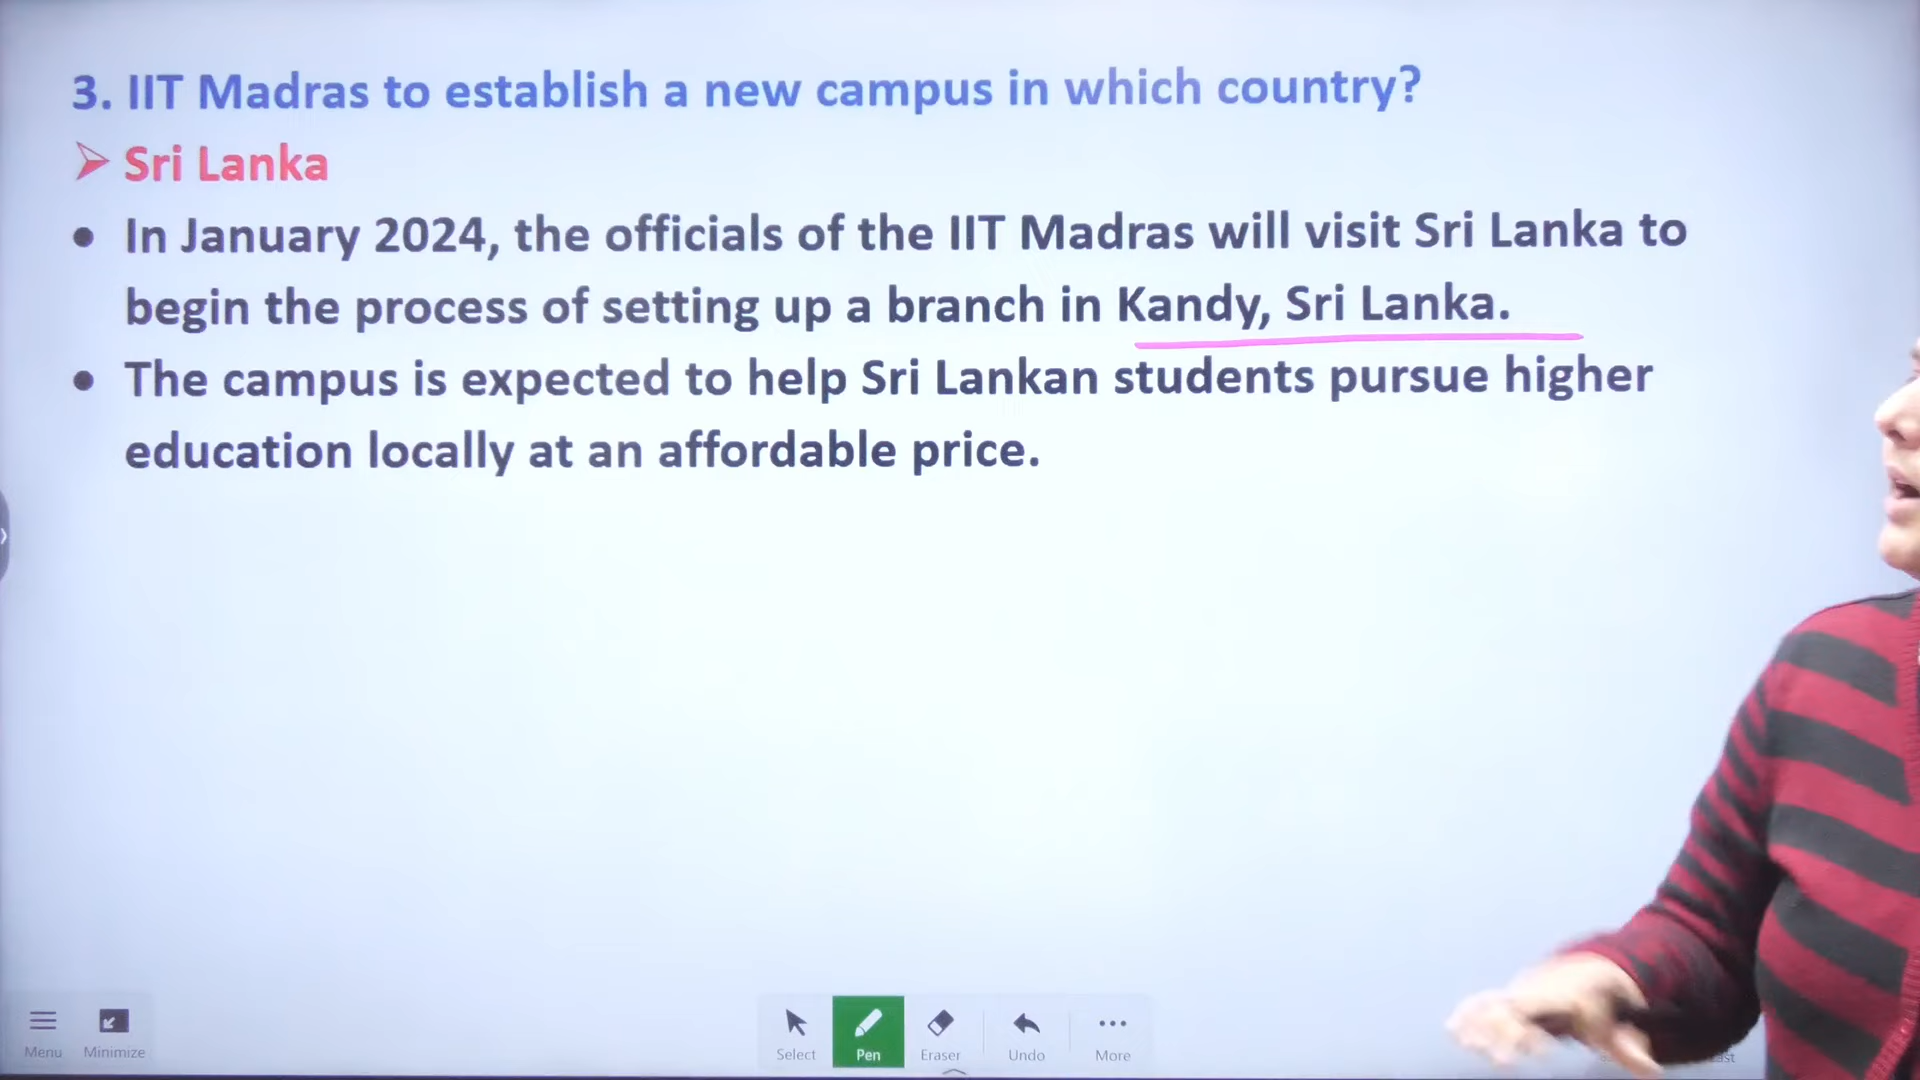 3. IIT Madras to establish a new campus in which country?
➢ Sri Lanka
• In January 2024, the officials of the IIT Madras will visit Sri Lanka to
begin the process of setting up a branch in Kandy, Sri Lanka.
• The campus is expected to help Sri Lankan students pursue higher
education locally at an affordable price.
Menu Minimize Select Pen Eraser Undo More